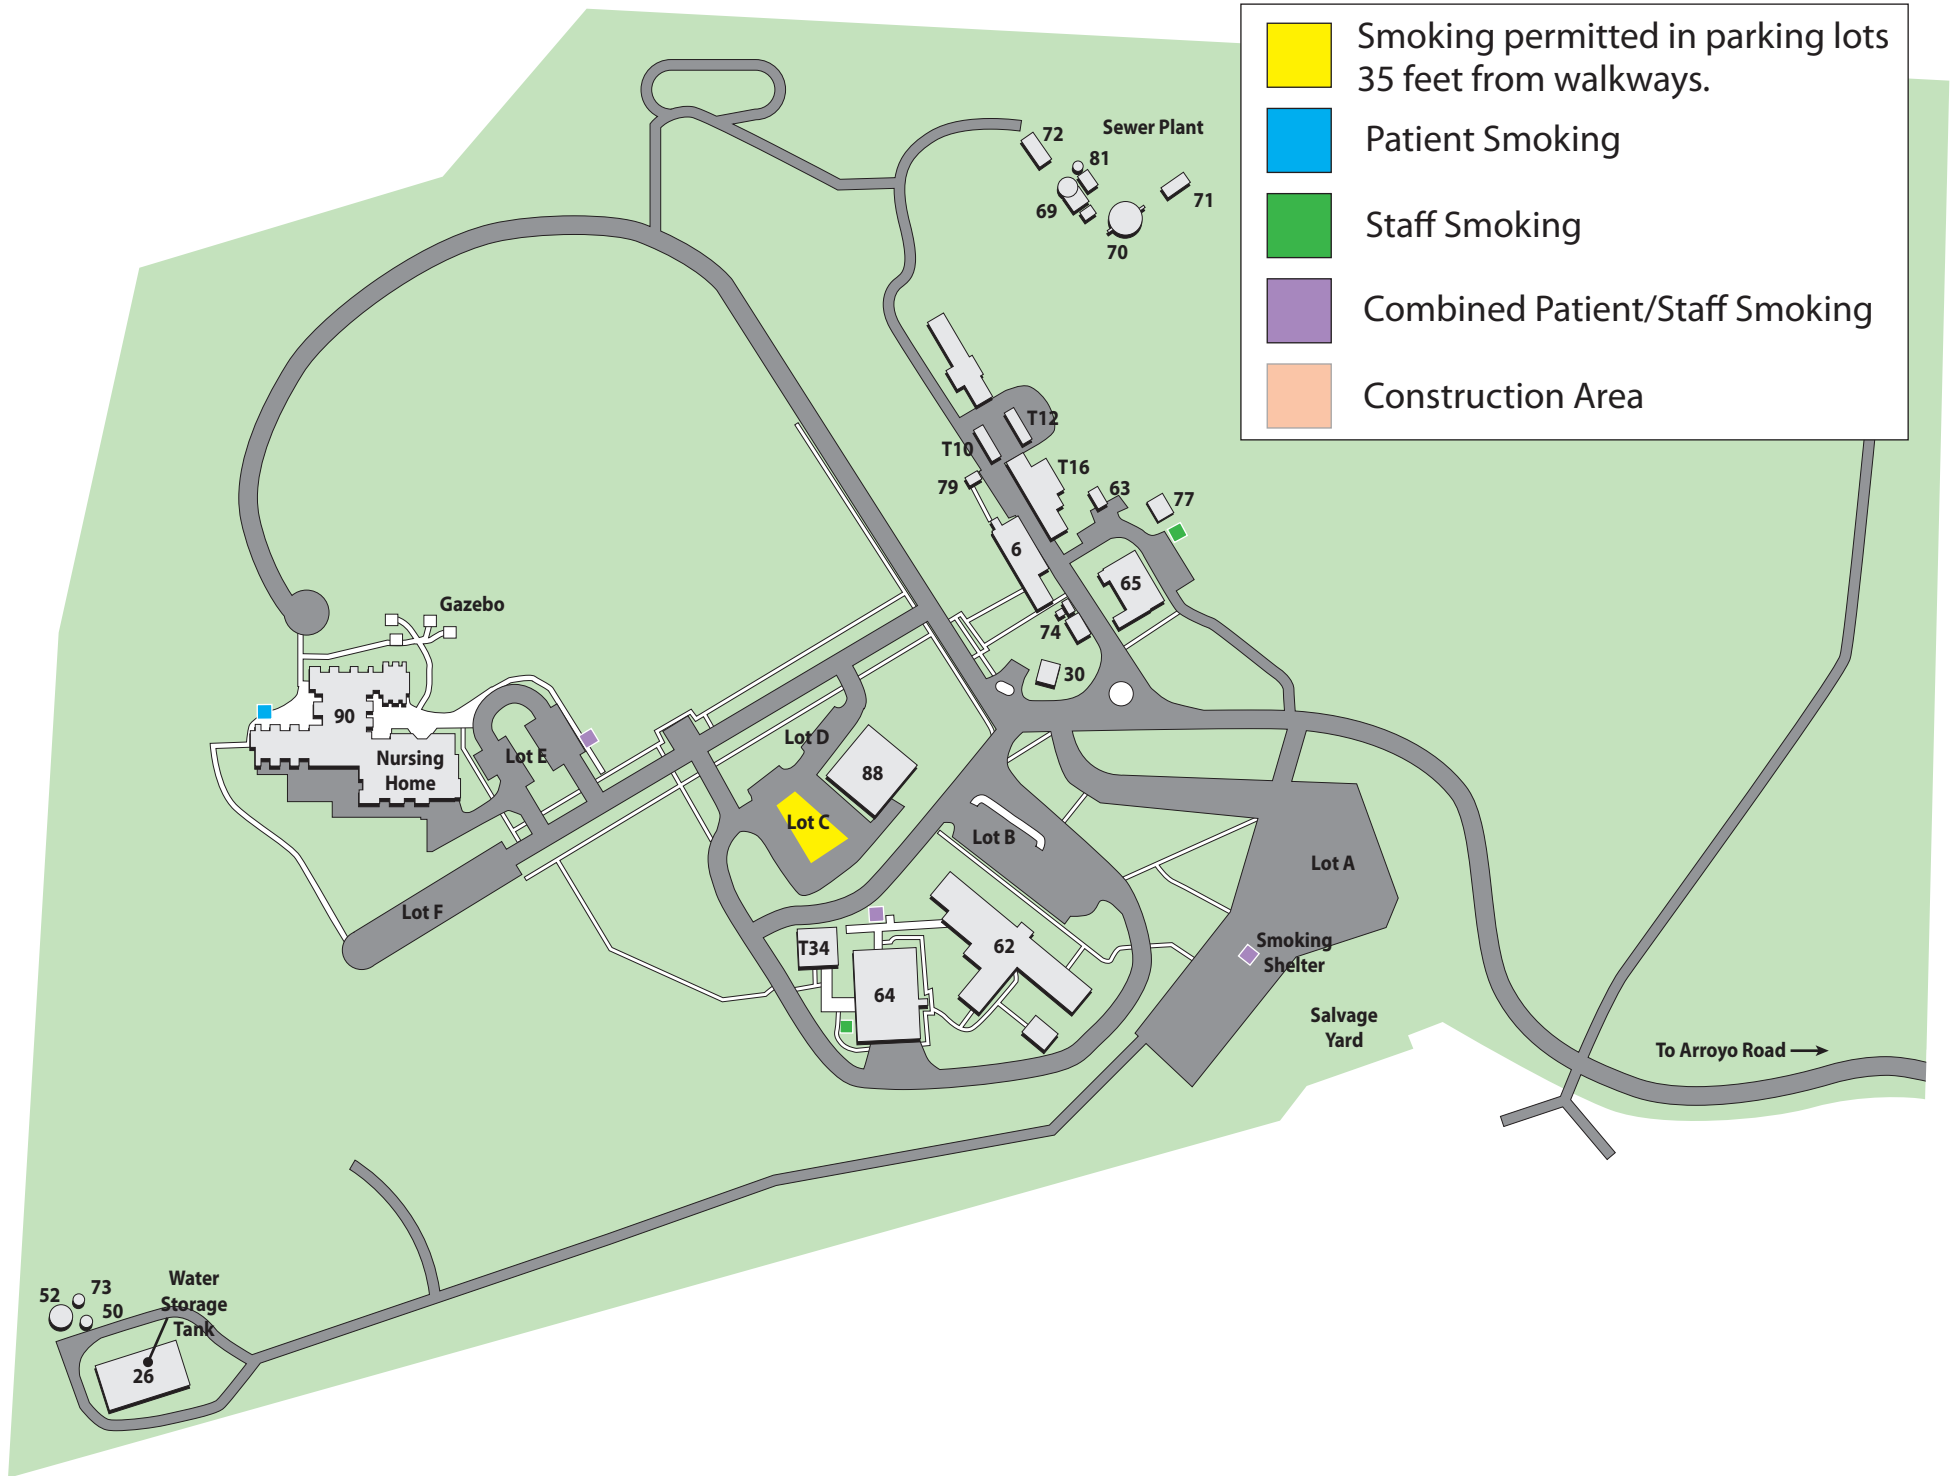 Smoking permitted in parking lots
35 feet from walkways.
Patient Smoking
Staff Smoking
Combined Patient/Staff Smoking
Construction Area
Sewer Plant
72
81
71
69
70
T12
T10
T16
79
63
77
6
65
74
30
Gazebo
90
Nursing
Home
Lot E
Lot D
88
Lot C
Lot B
Lot A
Lot F
T34
62
64
Smoking
Shelter
Salvage
Yard
To Arroyo Road
Water
Storage
Tank
52
73
50
26